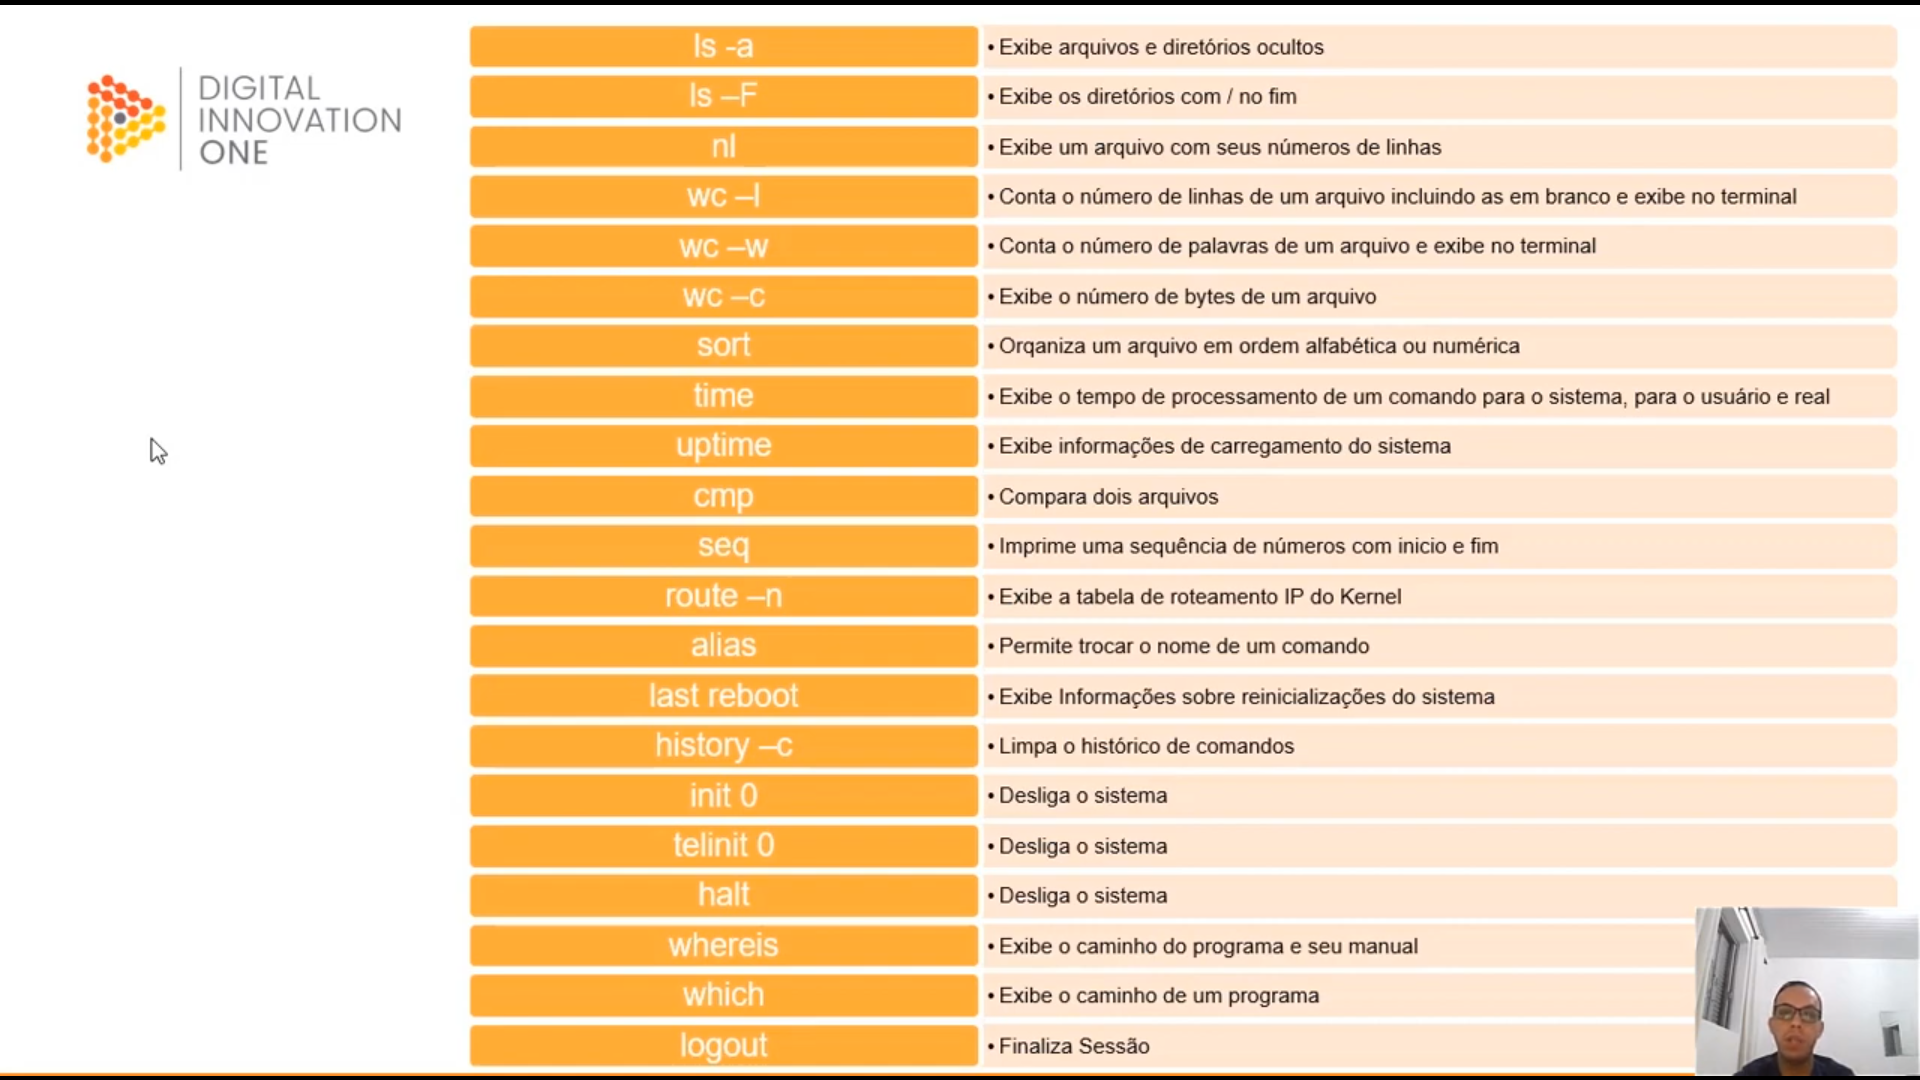 DIGITAL
INNOVATION
ONE
ls -a
• Exibe arquivos e diretórios ocultos
ls –F
• Exibe os diretórios com / no fim
nl
• Exibe um arquivo com seus números de linhas
wc –l
• Conta o número de linhas de um arquivo incluindo as em branco e exibe no terminal
wc –w
• Conta o número de palavras de um arquivo e exibe no terminal
wc –c
• Exibe o número de bytes de um arquivo
sort
• Orqaniza um arquivo em ordem alfabética ou numérica
time
• Exibe o tempo de processamento de um comando para o sistema, para o usuário e real
uptime
• Exibe informações de carregamento do sistema
cmp
• Compara dois arquivos
seq
• Imprime uma sequência de números com inicio e fim
route –n
• Exibe a tabela de roteamento IP do Kernel
alias
• Permite trocar o nome de um comando
last reboot
• Exibe Informações sobre reinicializações do sistema
history –c
• Limpa o histórico de comandos
init 0
• Desliga o sistema
telinit 0
• Desliga o sistema
halt
• Desliga o sistema
whereis
• Exibe o caminho do programa e seu manual
which
• Exibe o caminho de um programa
logout
• Finaliza Sessão